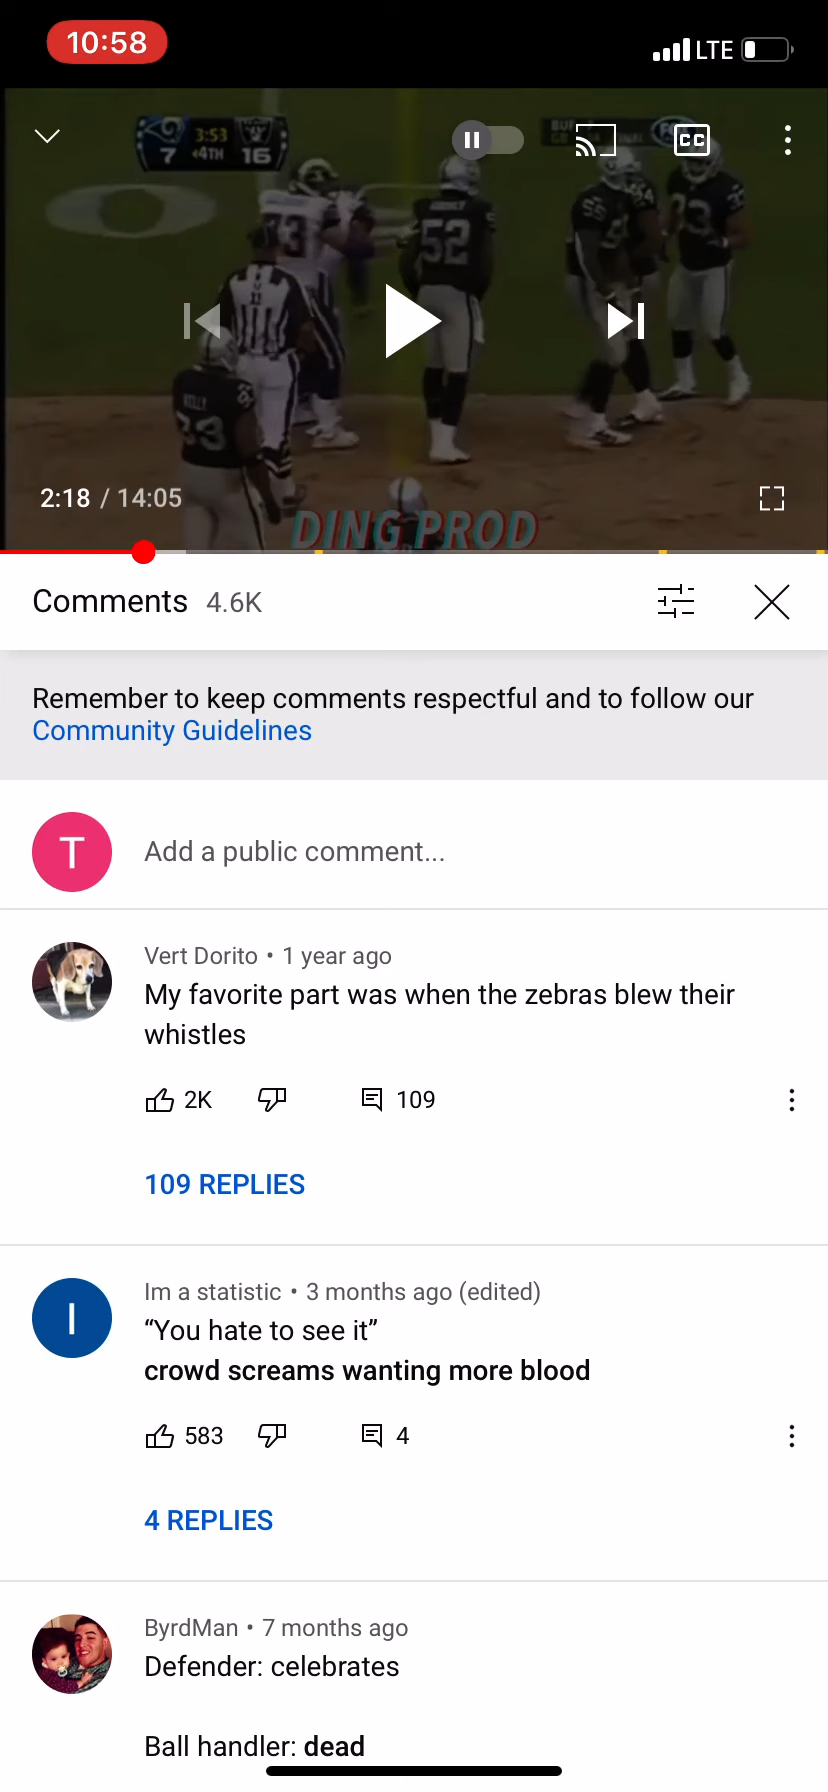 10:58
LTE
3:53
7 4TH 16
CC
52
33
2:18 / 14:05
DING PROD
Comments 4.6K
Remember to keep comments respectful and to follow our
Community Guidelines
T
Add a public comment...
Vert Dorito • 1 year ago
My favorite part was when the zebras blew their
whistles
2K
109
109 REPLIES
I
Im a statistic • 3 months ago (edited)
“You hate to see it”
crowd screams wanting more blood
583
4
4 REPLIES
ByrdMan • 7 months ago
Defender: celebrates
Ball handler: dead